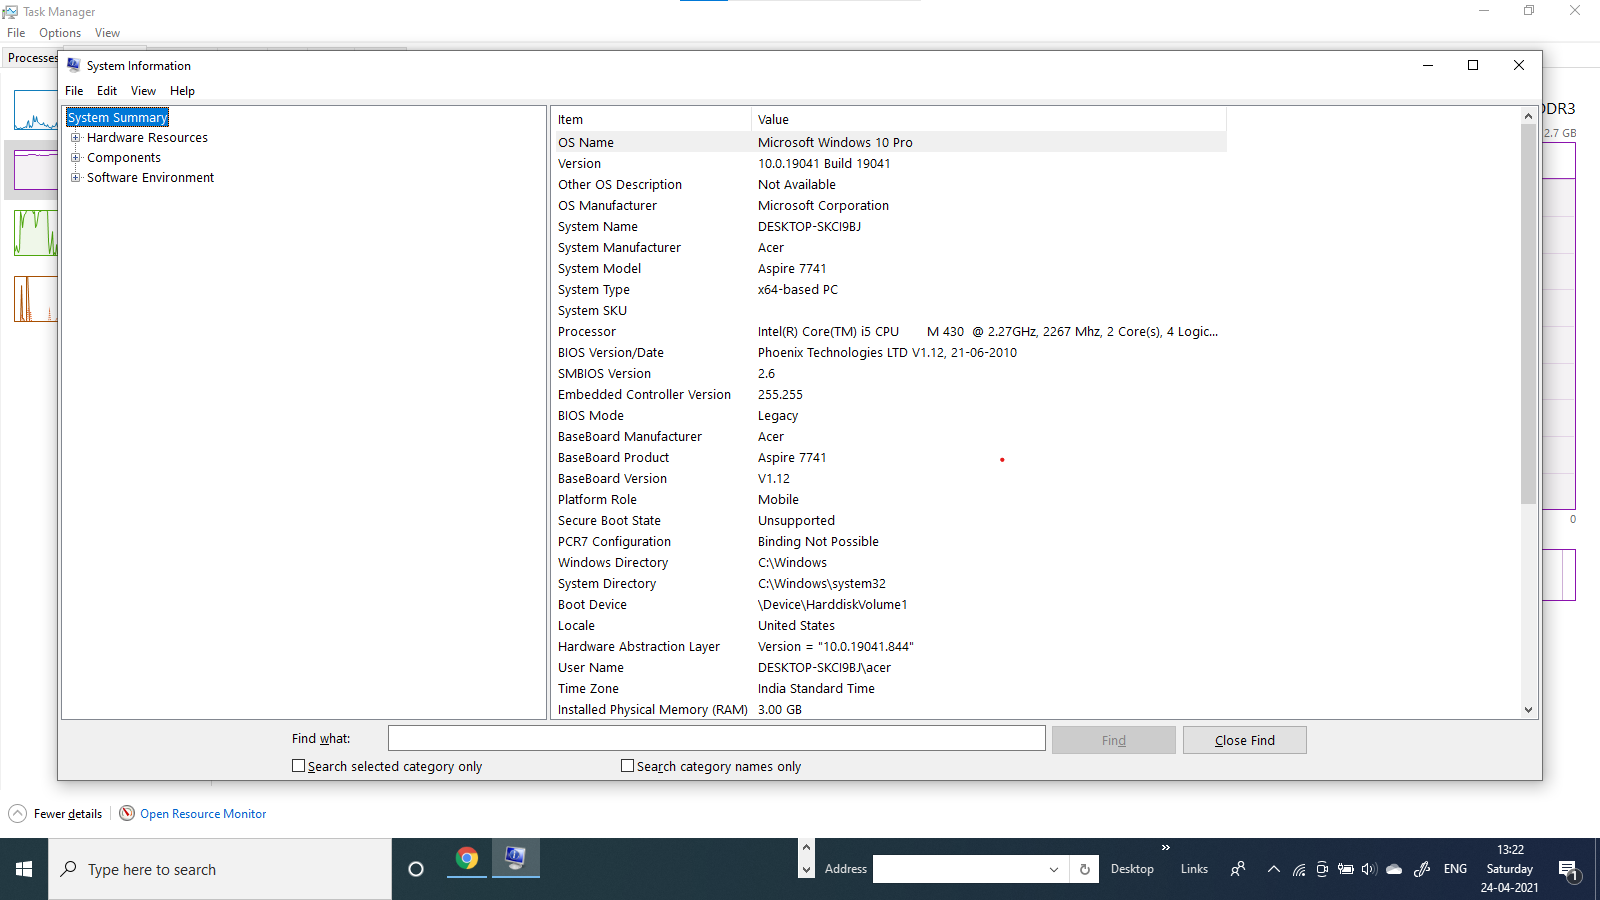 Task Manager
File Options View
Processes
System Information
File Edit View Help
System Summary
Hardware Resources
Components
Software Environment
Item Value
OS Name Microsoft Windows 10 Pro
Version 10.0.19041 Build 19041
Other OS Description Not Available
OS Manufacturer Microsoft Corporation
System Name DESKTOP-SKCI9BJ
System Manufacturer Acer
System Model Aspire 7741
System Type x64-based PC
System SKU
Processor Intel(R) Core(TM) i5 CPU M 430 @ 2.27GHz, 2267 Mhz, 2 Core(s), 4 Logic...
BIOS Version/Date Phoenix Technologies LTD V1.12, 21-06-2010
SMBIOS Version 2.6
Embedded Controller Version 255.255
BIOS Mode Legacy
BaseBoard Manufacturer Acer
BaseBoard Product Aspire 7741
BaseBoard Version V1.12
Platform Role Mobile
Secure Boot State Unsupported
PCR7 Configuration Binding Not Possible
Windows Directory C:\Windows
System Directory C:\Windows\system32
Boot Device \Device\HarddiskVolume1
Locale United States
Hardware Abstraction Layer Version = "10.0.19041.844"
User Name DESKTOP-SKCI9BJ\acer
Time Zone India Standard Time
Installed Physical Memory (RAM) 3.00 GB
DDR3
2.7 GB
0
Find what: Find Close Find
Search selected category only Search category names only
Fewer details Open Resource Monitor
Type here to search
Address
Desktop
Links
ENG
13:22
Saturday
24-04-2021
1